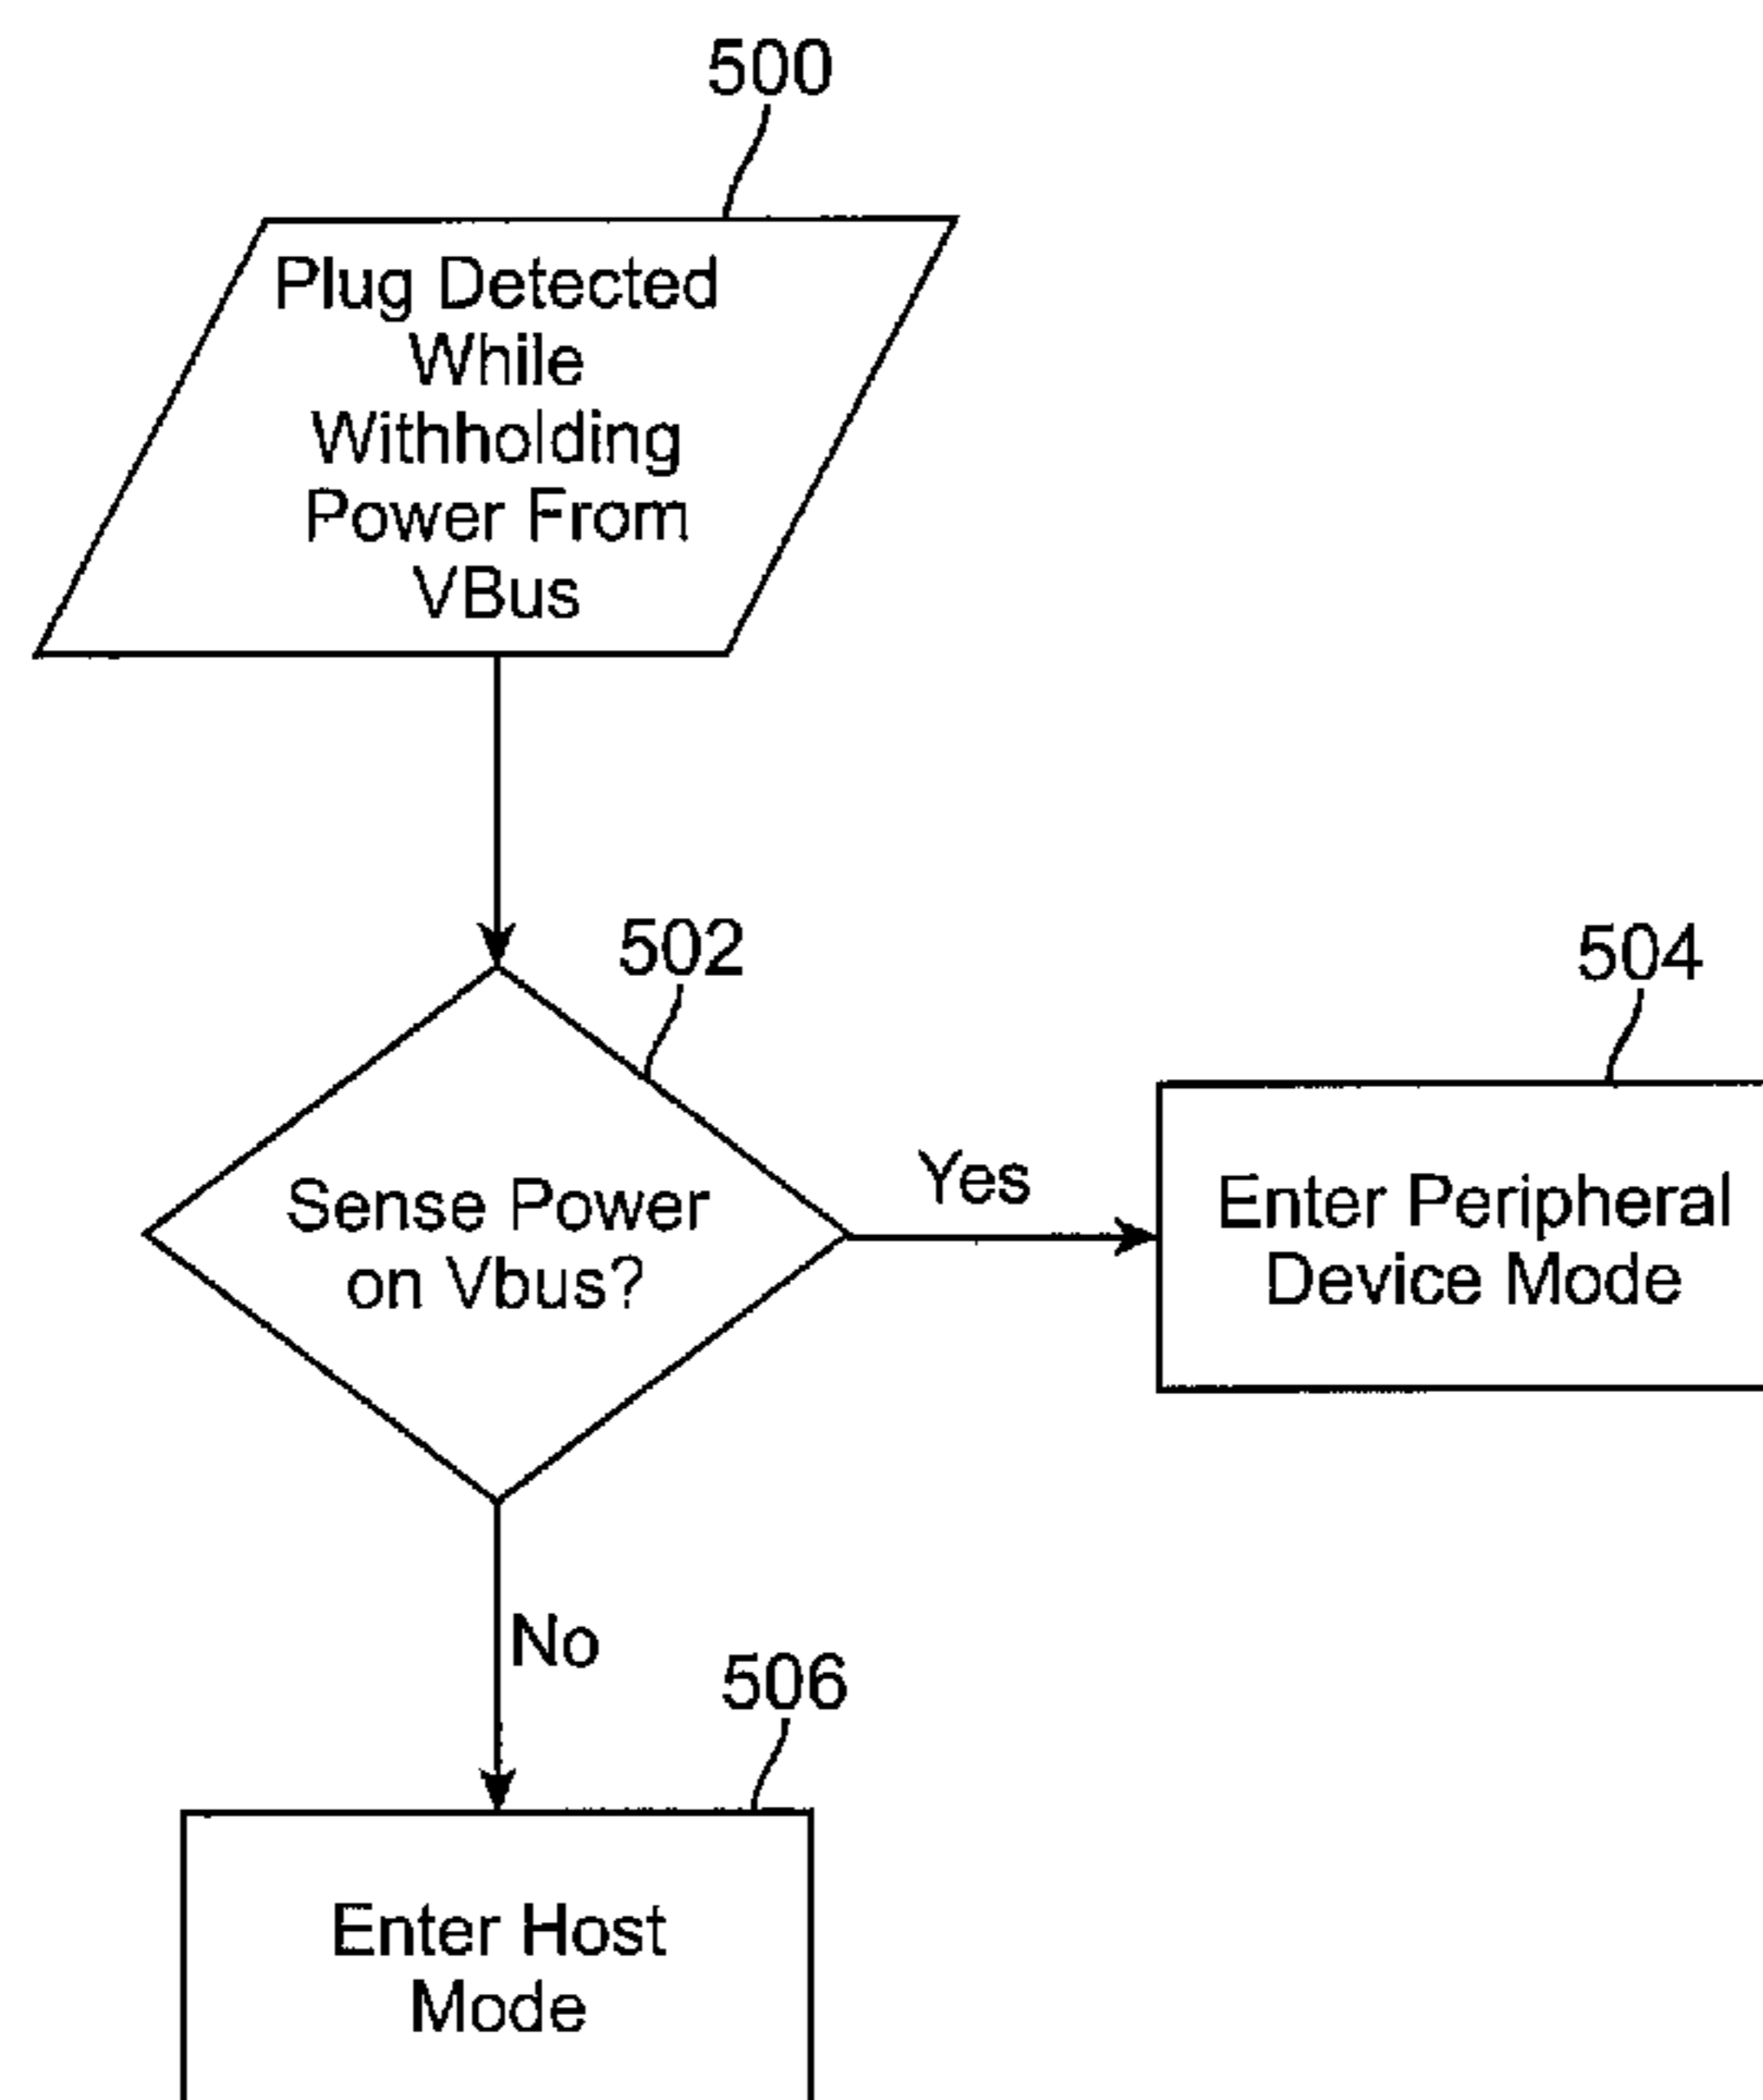 500
Plug Detected
While
Withholding
Power From
VBus
502
Sense Power
on Vbus?
Yes
504
Enter Peripheral
Device Mode
No
506
Enter Host
Mode